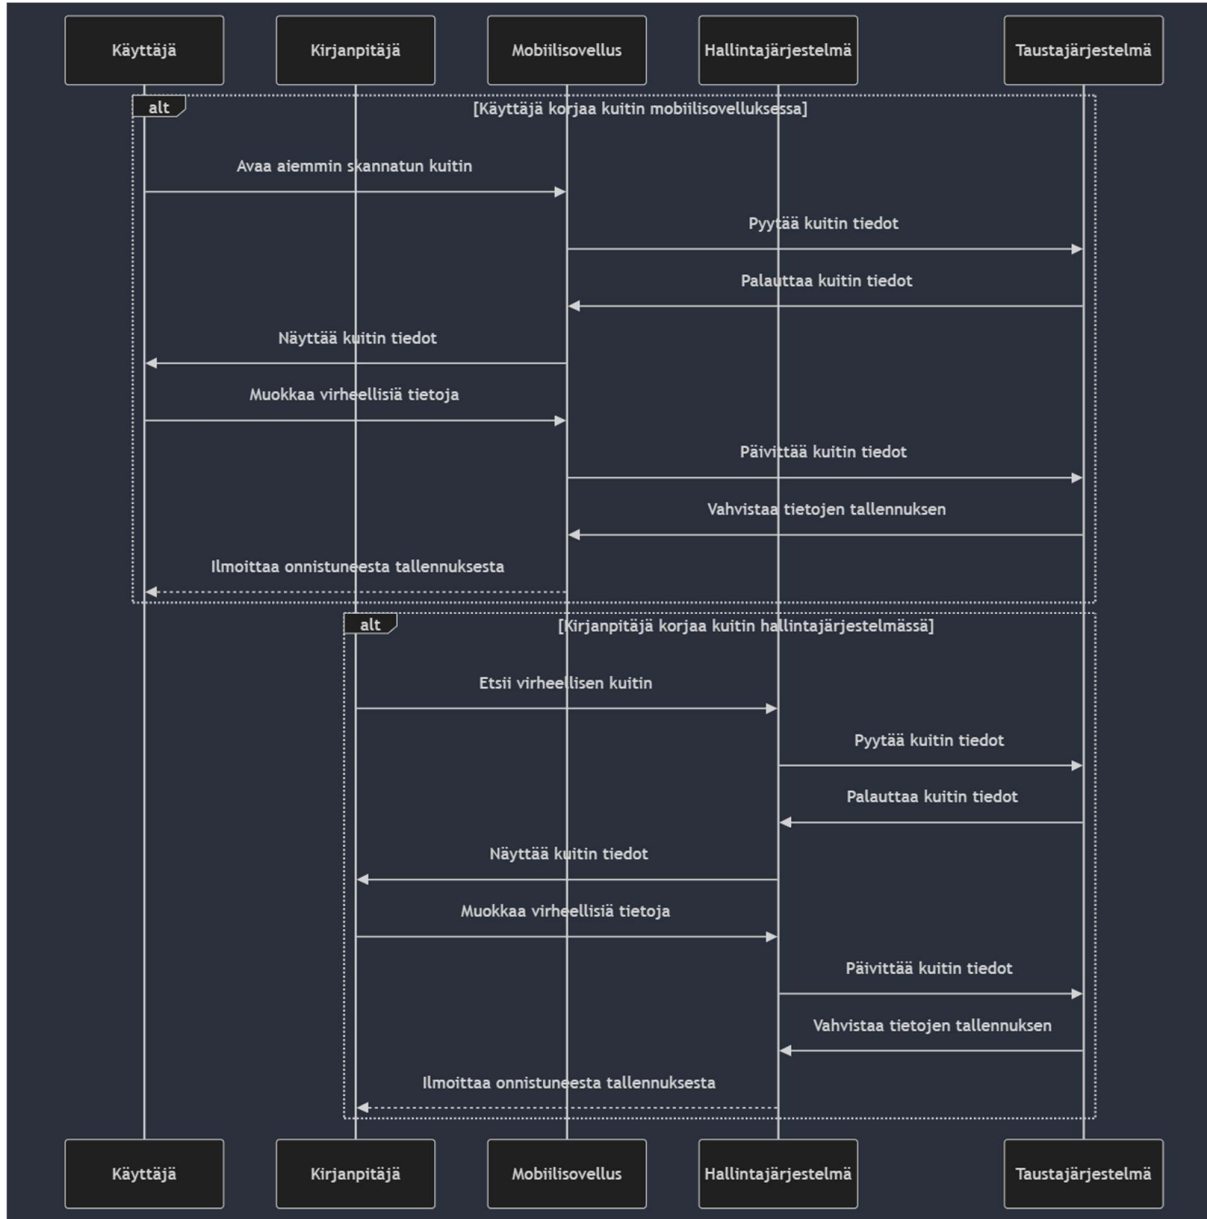 Käyttäjä
Kirjanpitäjä
Mobiilisovellus
Hallintajärjestelmä
Taustajärjestelmä
alt
[Käyttäjä korjaa kuitin mobiilisovelluksessa]
Avaa aiemmin skannatun kuitin
Pyytää kuitin tiedot
Palauttaa kuitin tiedot
Näyttää kuitin tiedot
Muokkaa virheellisiä tietoja
Päivittää kuitin tiedot
Vahvistaa tietojen tallennuksen
Ilmoittaa onnistuneesta tallennuksesta
alt
[Kirjanpitäjä korjaa kuitin hallintajärjestelmässä]
Etsii virheellisen kuitin
Pyytää kuitin tiedot
Palauttaa kuitin tiedot
Näyttää kuitin tiedot
Muokkaa virheellisiä tietoja
Päivittää kuitin tiedot
Vahvistaa tietojen tallennuksen
Ilmoittaa onnistuneesta tallennuksesta
Käyttäjä
Kirjanpitäjä
Mobiilisovellus
Hallintajärjestelmä
Taustajärjestelmä